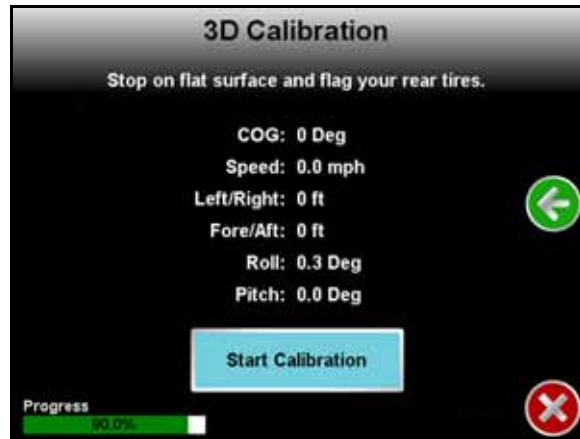 3D Calibration
Stop on flat surface and flag your rear tires.
COG: 0 Deg
Speed: 0.0 mph
Left/Right: 0 ft
Fore/Aft: 0 ft
Roll: 0.3 Deg
Pitch: 0.0 Deg
Start Calibration
Progress
90.0%